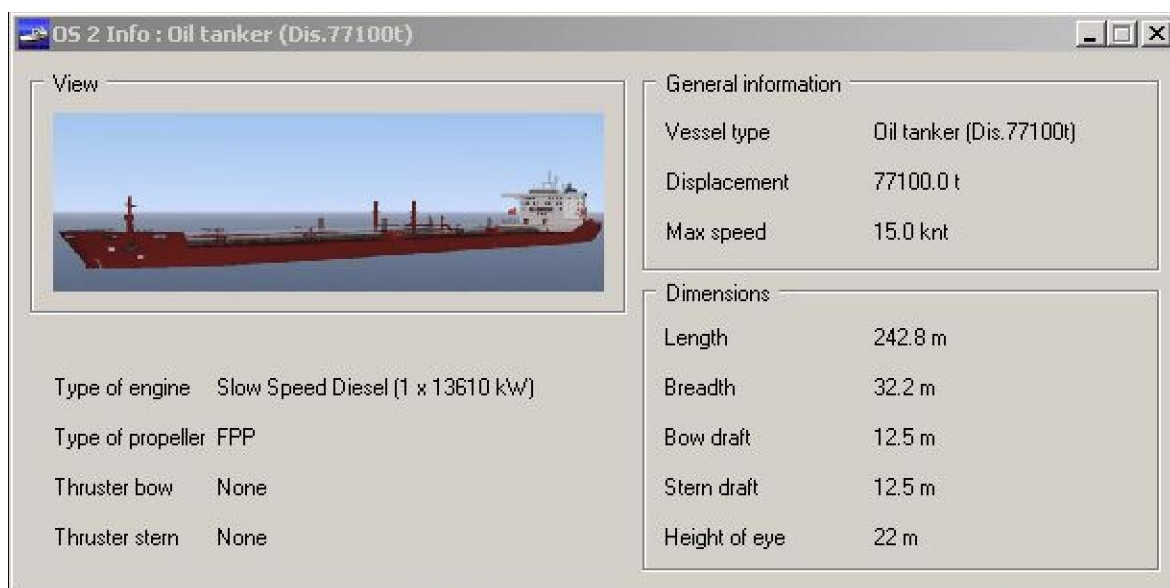 OS 2 Info : Oil tanker (Dis.77100t)
View
General information
Vessel type Oil tanker (Dis.77100t)
Displacement 77100.0 t
Max speed 15.0 knt
Dimensions
Length 242.8 m
Breadth 32.2 m
Bow draft 12.5 m
Stern draft 12.5 m
Height of eye 22 m
Type of engine Slow Speed Diesel (1 x 13610 kW)
Type of propeller FPP
Thruster bow None
Thruster stern None